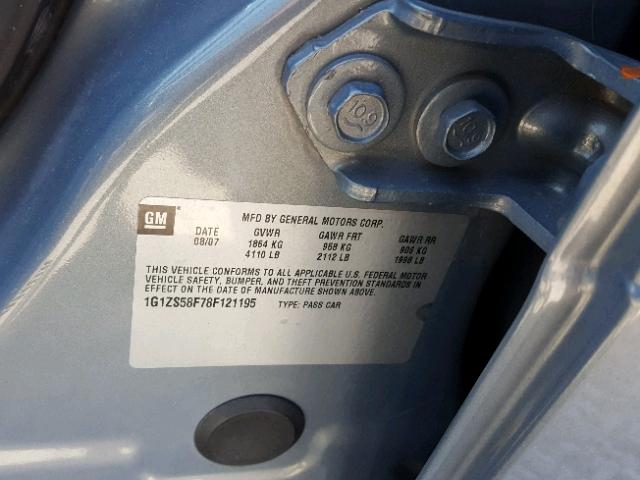 10.9
10.9
GM
MFD BY GENERAL MOTORS CORP.
DATE GVWR GAWR FRT GAWR RR
08/07 1864 KG 958 KG 906 KG
4110 LB 2112 LB 1998 LB
THIS VEHICLE CONFORMS TO ALL APPLICABLE U.S. FEDERAL MOTOR
VEHICLE SAFETY, BUMPER, AND THEFT PREVENTION STANDARDS IN
EFFECT ON THE DATE OF MANUFACTURE SHOWN ABOVE.
1G1ZS58F78F121195 TYPE: PASS CAR